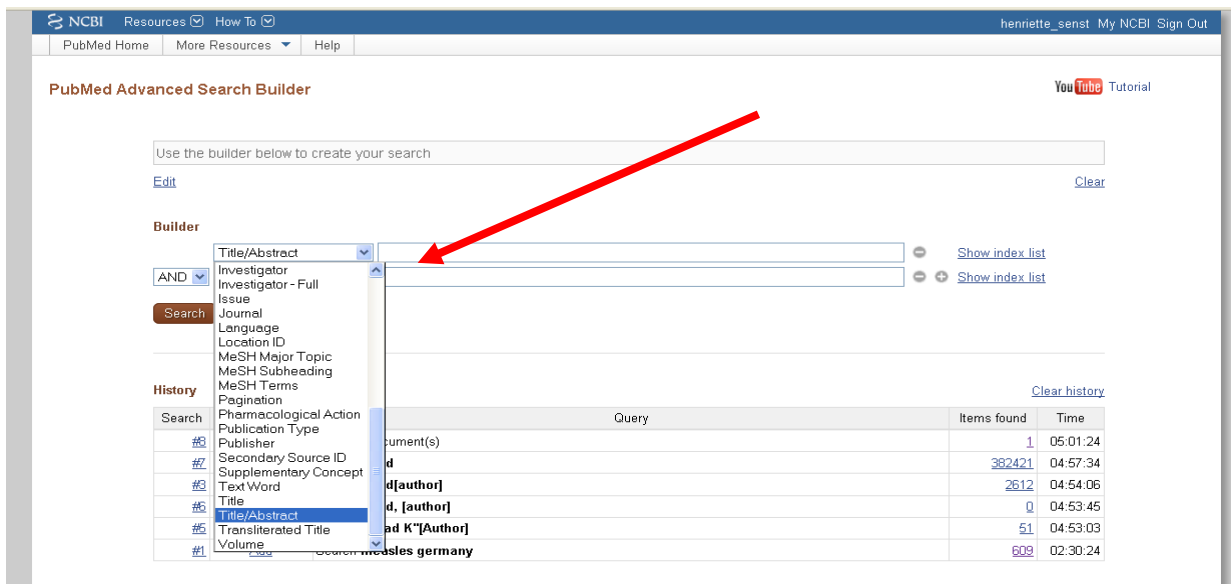 NCBI Resources How To henriette_senst My NCBI Sign Out
PubMed Home More Resources Help
PubMed Advanced Search Builder You Tube Tutorial
Use the builder below to create your search
Edit Clear
Builder
Title/Abstract Show index list
AND Show index list
Investigator
Investigator - Full
Issue
Journal
Search
Language
Location ID
MeSH Major Topic
MeSH Subheading
MeSH Terms
Pagination
Pharmacological Action
Publication Type
Publisher
Secondary Source ID
Supplementary Concept
Text Word
Title
Title/Abstract
Transliterated Title
Volume
History Clear history
Search Query Items found Time
#8 1 05:01:24
#7 382421 04:57:34
#3 [author] 2612 04:54:06
#6 [author] 0 04:53:45
#5 K"[Author] 51 04:53:03
#1 Add Search measles germany 609 02:30:24